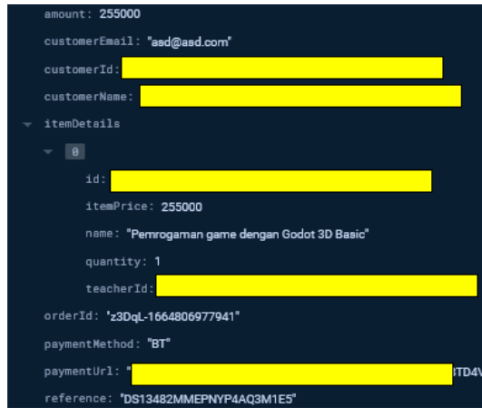 amount: 255000
customerEmail: "asd@asd.com"
customerId:
customerName:
itemDetails
0
id:
itemPrice: 255000
name: "Pemrogaman game dengan Godot 3D Basic"
quantity: 1
teacherId:
orderId: "z3DqL-1664806977941"
paymentMethod: "BT"
paymentUrl: "
reference: "DS13482MMEPNYP4AQ3M1E5"